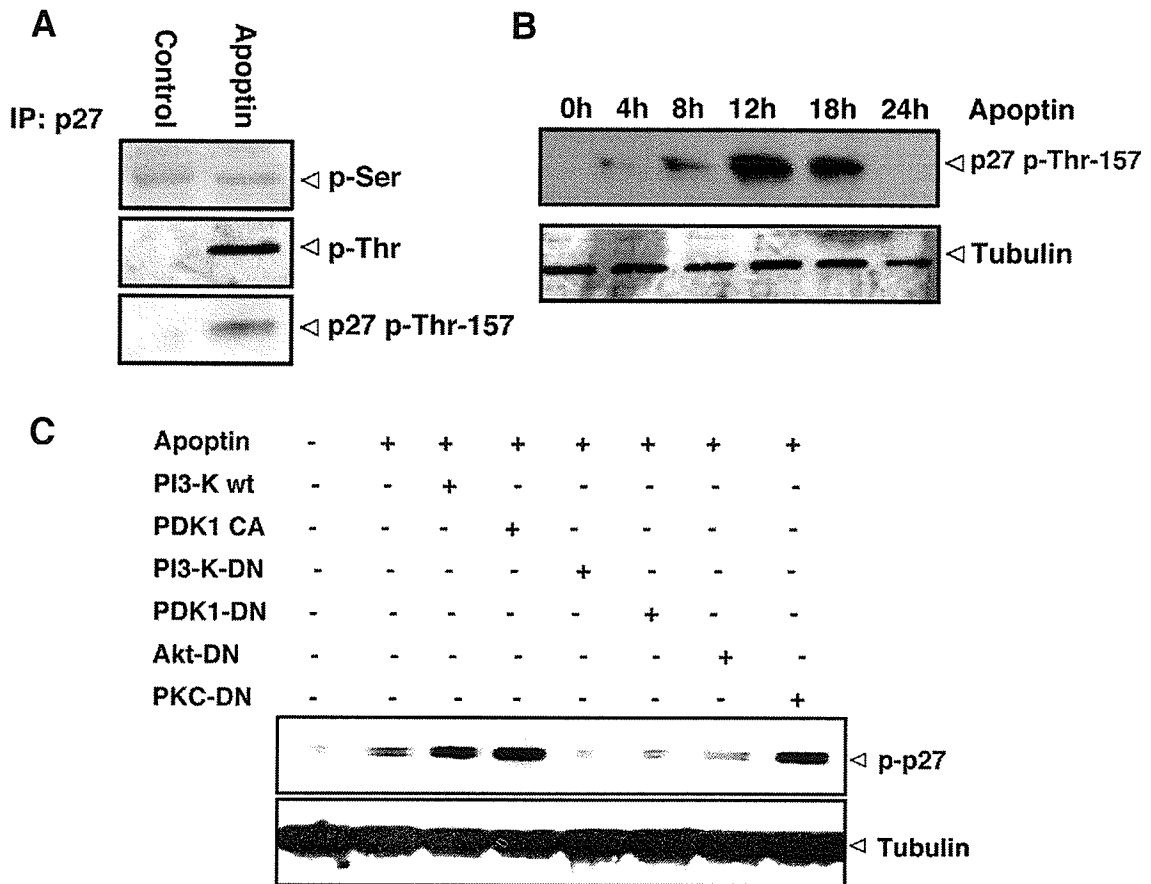 A
Control
Apoptin
IP: p27
◁ p-Ser
◁ p-Thr
◁ p27 p-Thr-157
B
0h 4h 8h 12h 18h 24h Apoptin
◁ p27 p-Thr-157
◁ Tubulin
C
Apoptin - + + + + + + +
PI3-K wt - - + - - - - -
PDK1 CA - - - + - - - -
PI3-K-DN - - - - + - - -
PDK1-DN - - - - - + - -
Akt-DN - - - - - - + -
PKC-DN - - - - - - - +
◁ p-p27
◁ Tubulin